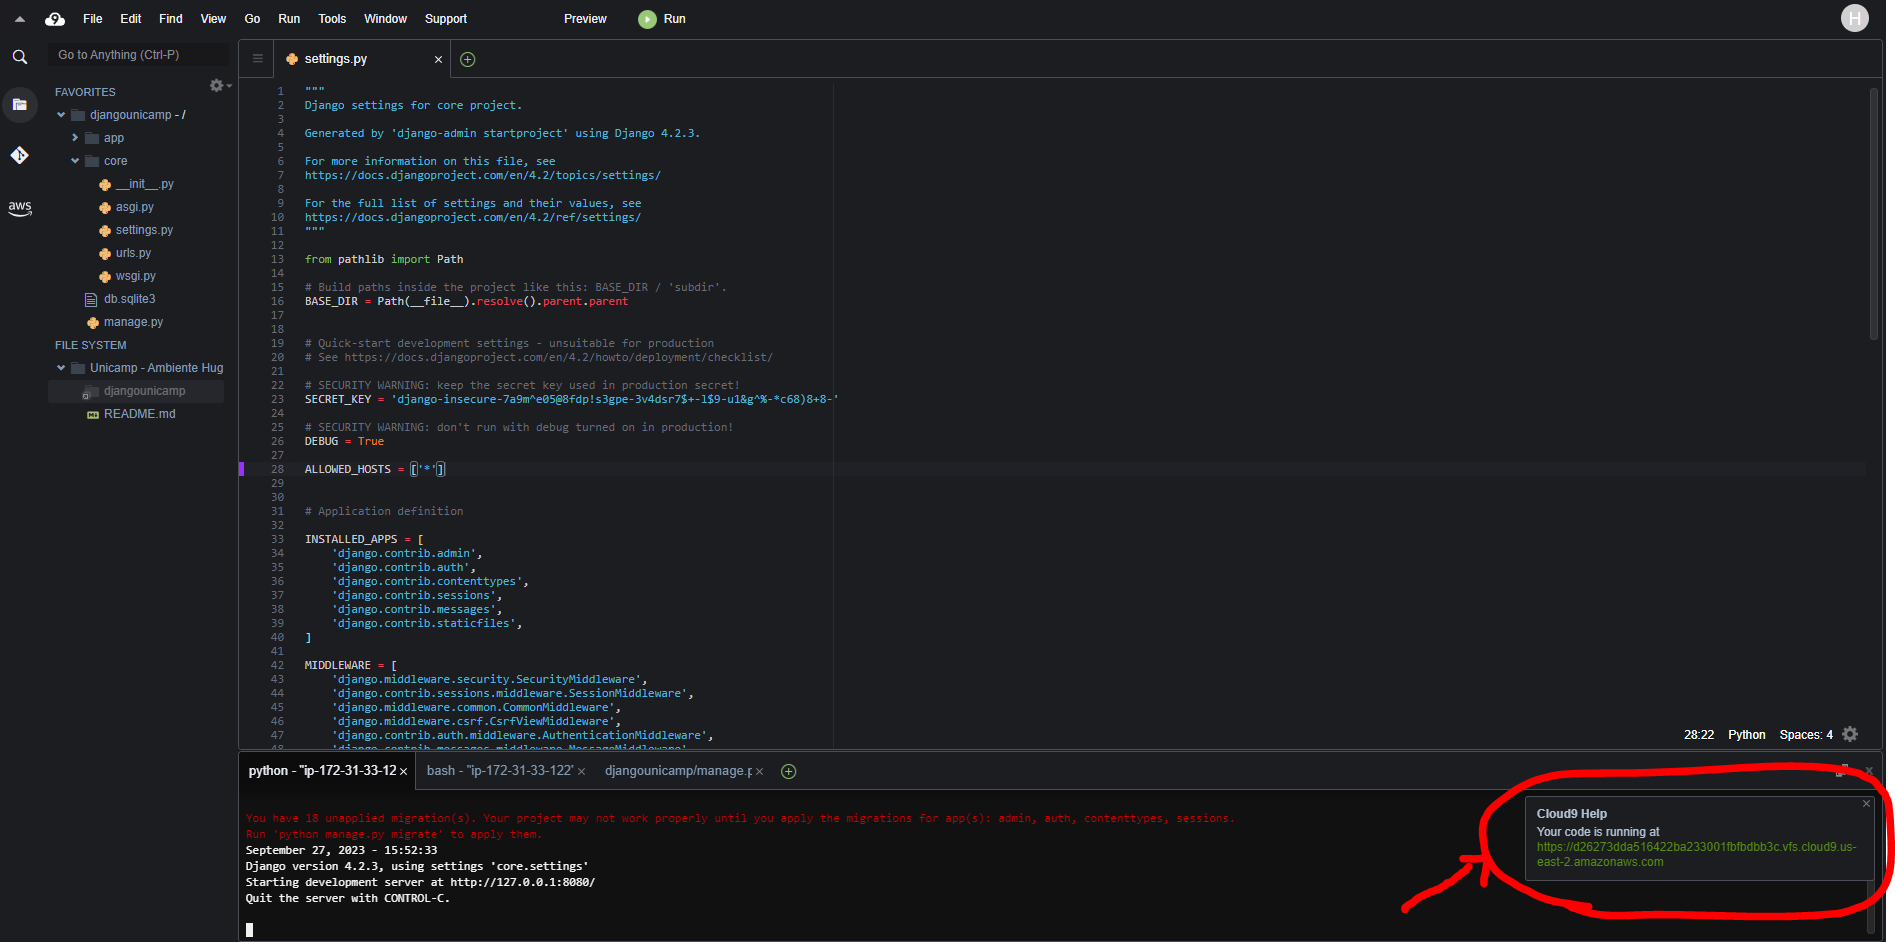 File Edit Find View Go Run Tools Window Support Preview Run H
Go to Anything (Ctrl-P)
settings.py
FAVORITES
djangounicamp - /
app
core
__init__.py
asgi.py
settings.py
urls.py
wsgi.py
db.sqlite3
manage.py
FILE SYSTEM
Unicamp - Ambiente Hug
djangounicamp
README.md
aws
1 """
2 Django settings for core project.
3
4 Generated by 'django-admin startproject' using Django 4.2.3.
5
6 For more information on this file, see
7 https://docs.djangoproject.com/en/4.2/topics/settings/
8
9 For the full list of settings and their values, see
10 https://docs.djangoproject.com/en/4.2/ref/settings/
11 """
12
13 from pathlib import Path
14
15 # Build paths inside the project like this: BASE_DIR / 'subdir'.
16 BASE_DIR = Path(__file__).resolve().parent.parent
17
18
19 # Quick-start development settings - unsuitable for production
20 # See https://docs.djangoproject.com/en/4.2/howto/deployment/checklist/
21
22 # SECURITY WARNING: keep the secret key used in production secret!
23 SECRET_KEY = 'django-insecure-7a9m^e05@8fdp!s3gpe-3v4dsr7$+-l$9-u1&g^%-*c68)8+8-'
24
25 # SECURITY WARNING: don't run with debug turned on in production!
26 DEBUG = True
27
28 ALLOWED_HOSTS = ['*']
29
30
31 # Application definition
32
33 INSTALLED_APPS = [
34 'django.contrib.admin',
35 'django.contrib.auth',
36 'django.contrib.contenttypes',
37 'django.contrib.sessions',
38 'django.contrib.messages',
39 'django.contrib.staticfiles',
40 ]
41
42 MIDDLEWARE = [
43 'django.middleware.security.SecurityMiddleware',
44 'django.contrib.sessions.middleware.SessionMiddleware',
45 'django.middleware.common.CommonMiddleware',
46 'django.middleware.csrf.CsrfViewMiddleware',
47 'django.contrib.auth.middleware.AuthenticationMiddleware',
48 'django.contrib.messages.middleware.MessageMiddleware'
28:22 Python Spaces: 4
python - "ip-172-31-33-12 bash - "ip-172-31-33-122" djangounicamp/manage.p
You have 18 unapplied migration(s). Your project may not work properly until you apply the migrations for app(s): admin, auth, contenttypes, sessions.
Run 'python manage.py migrate' to apply them.
September 27, 2023 - 15:52:33
Django version 4.2.3, using settings 'core.settings'
Starting development server at http://127.0.0.1:8080/
Quit the server with CONTROL-C.
Cloud9 Help
Your code is running at
https://d26273dda516422ba233001fbfbdbb3c.vfs.cloud9.us-
east-2.amazonaws.com